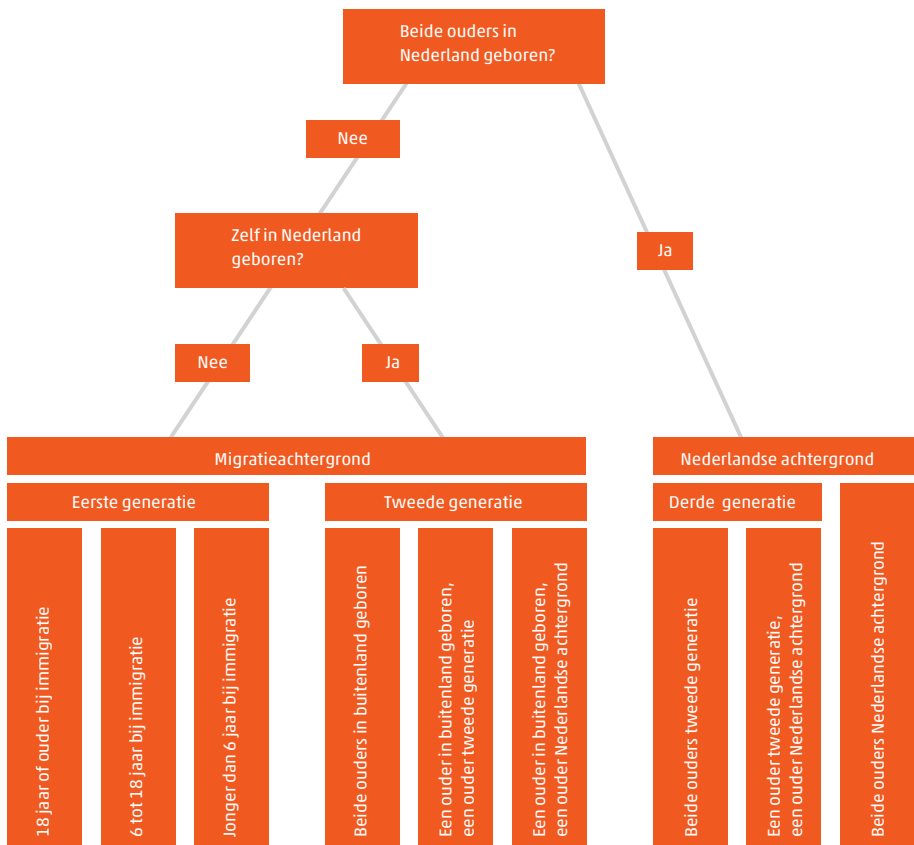 Beide ouders in
Nederland geboren?
Nee
Zelf in Nederland
geboren?
Ja
Nee
Ja
Migratieachtergrond
Nederlandse achtergrond
Eerste generatie
Tweede generatie
Derde generatie
18 jaar of ouder bij immigratie
6 tot 18 jaar bij immigratie
Jonger dan 6 jaar bij immigratie
Beide ouders in buitenland geboren
Een ouder in buitenland geboren,
een ouder tweede generatie
Een ouder in buitenland geboren,
een ouder Nederlandse achtergrond
Beide ouders tweede generatie
Een ouder tweede generatie,
een ouder Nederlandse achtergrond
Beide ouders Nederlandse achtergrond